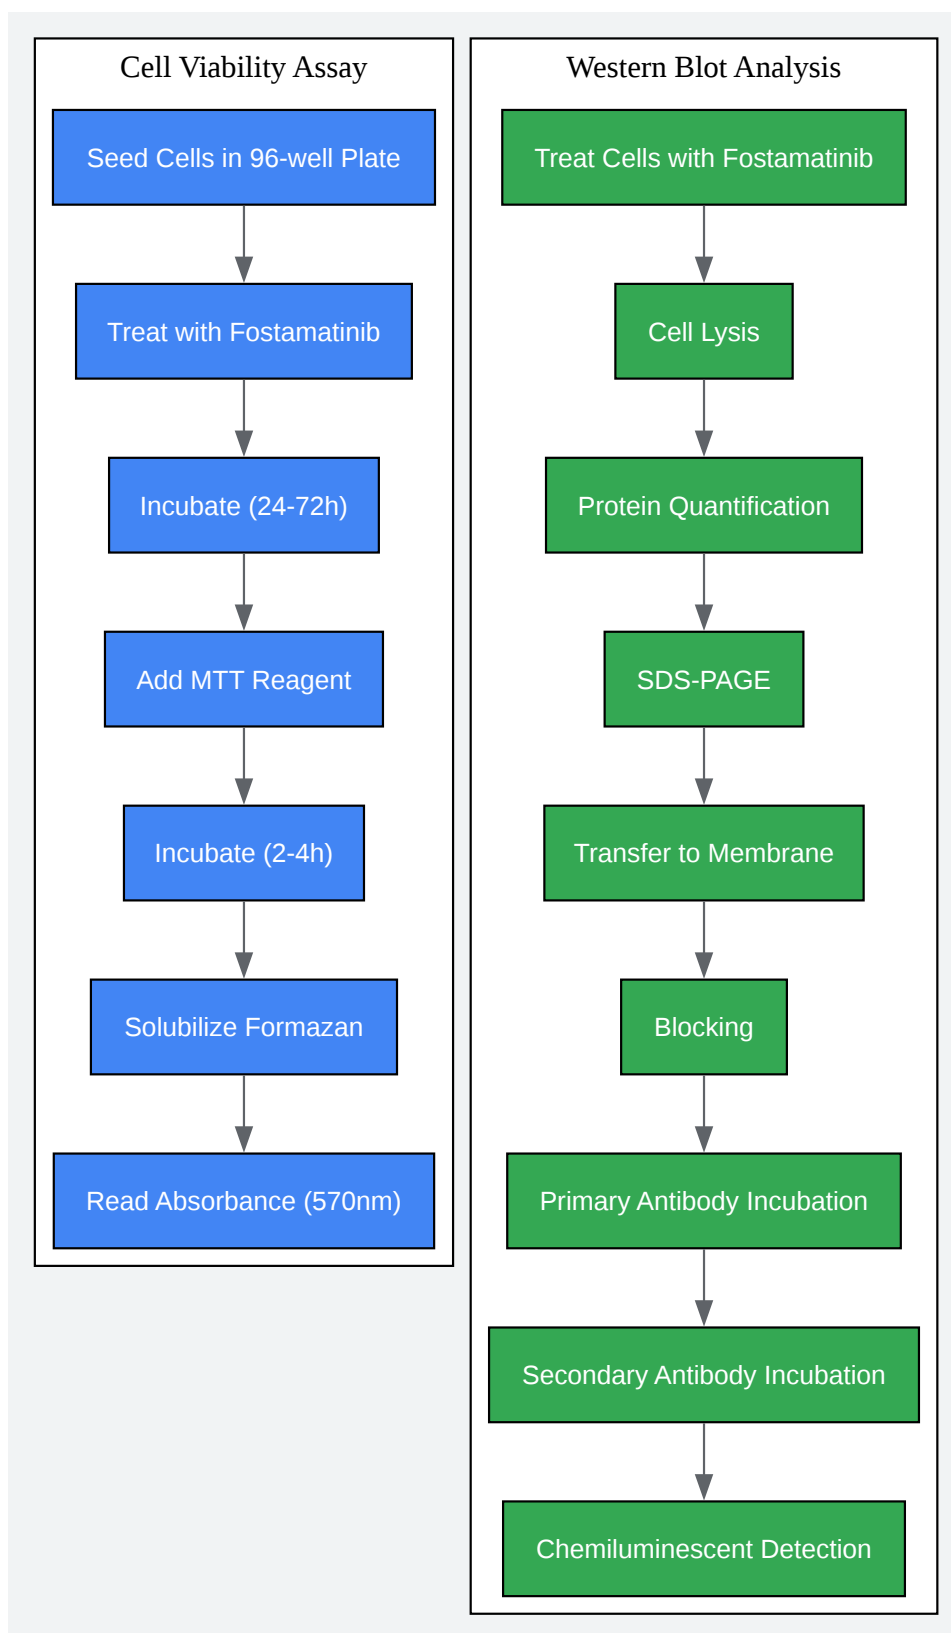 Cell Viability Assay
Seed Cells in 96-well Plate
Treat with Fostamatinib
Incubate (24-72h)
Add MTT Reagent
Incubate (2-4h)
Solubilize Formazan
Read Absorbance (570nm)
Western Blot Analysis
Treat Cells with Fostamatinib
Cell Lysis
Protein Quantification
SDS-PAGE
Transfer to Membrane
Blocking
Primary Antibody Incubation
Secondary Antibody Incubation
Chemiluminescent Detection